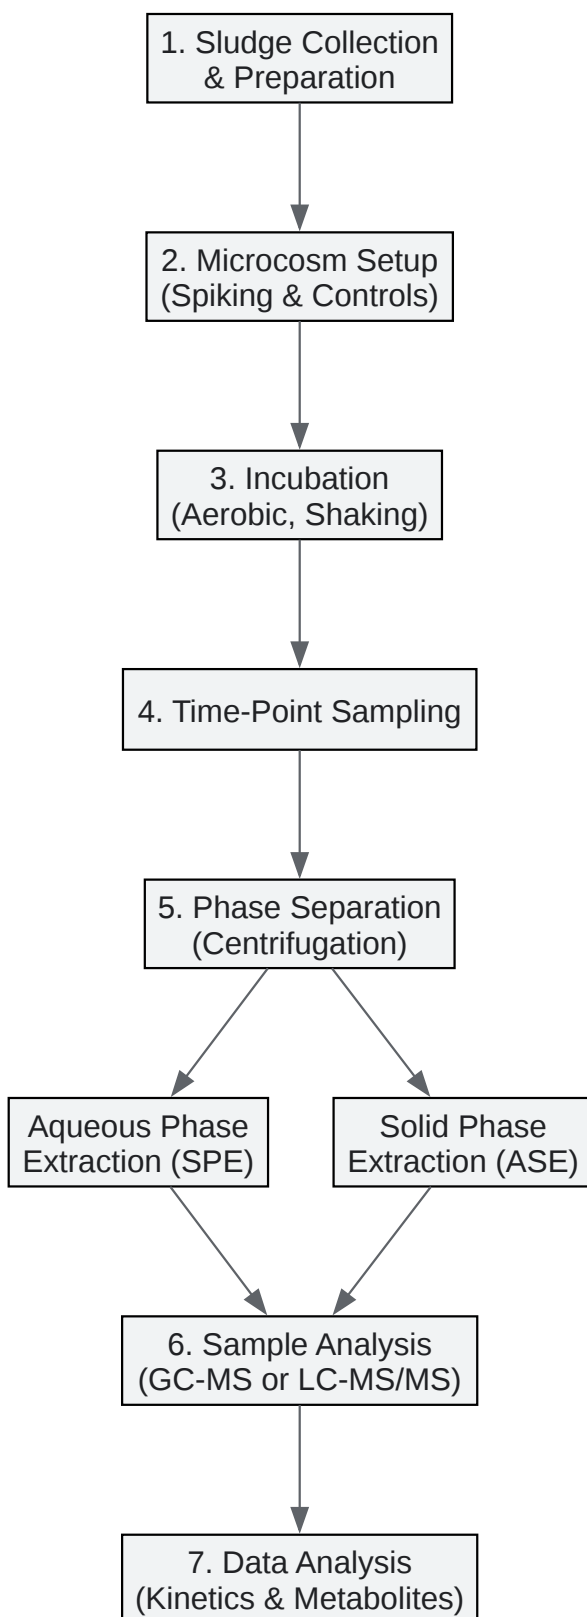 1. Sludge Collection
& Preparation
2. Microcosm Setup
(Spiking & Controls)
3. Incubation
(Aerobic, Shaking)
4. Time-Point Sampling
5. Phase Separation
(Centrifugation)
Aqueous Phase
Extraction (SPE)
Solid Phase
Extraction (ASE)
6. Sample Analysis
(GC-MS or LC-MS/MS)
7. Data Analysis
(Kinetics & Metabolites)